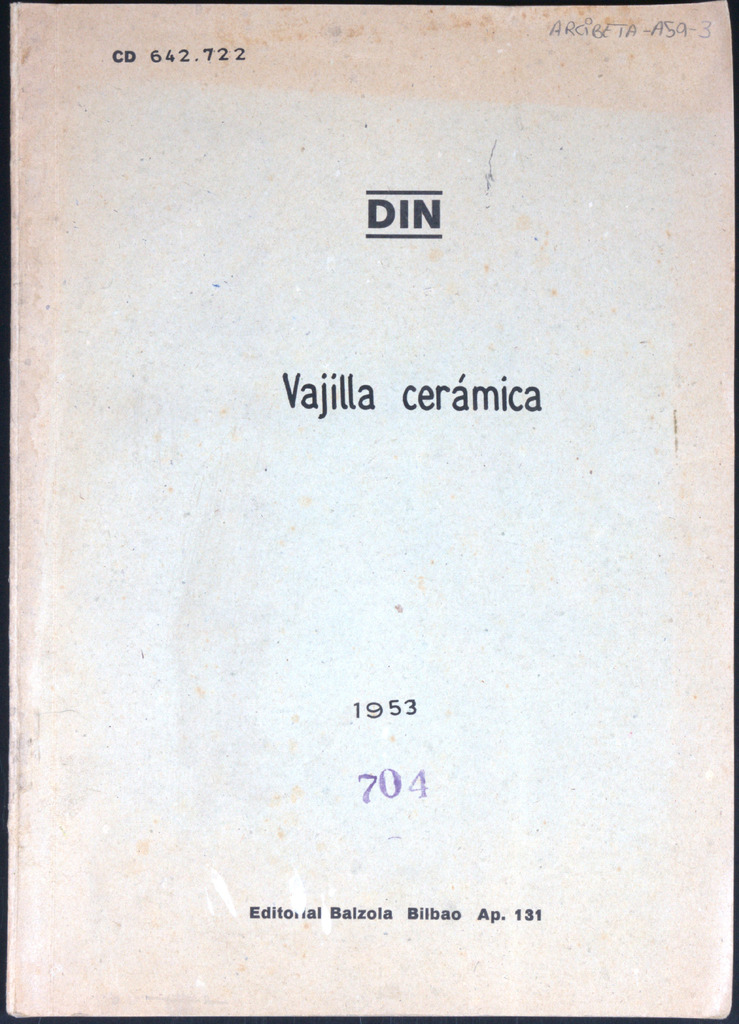 ARCIBETA-A59-3
CD 642.722
DIN
Vajilla cerámica
1953
704
Editorial Balzola Bilbao Ap. 131